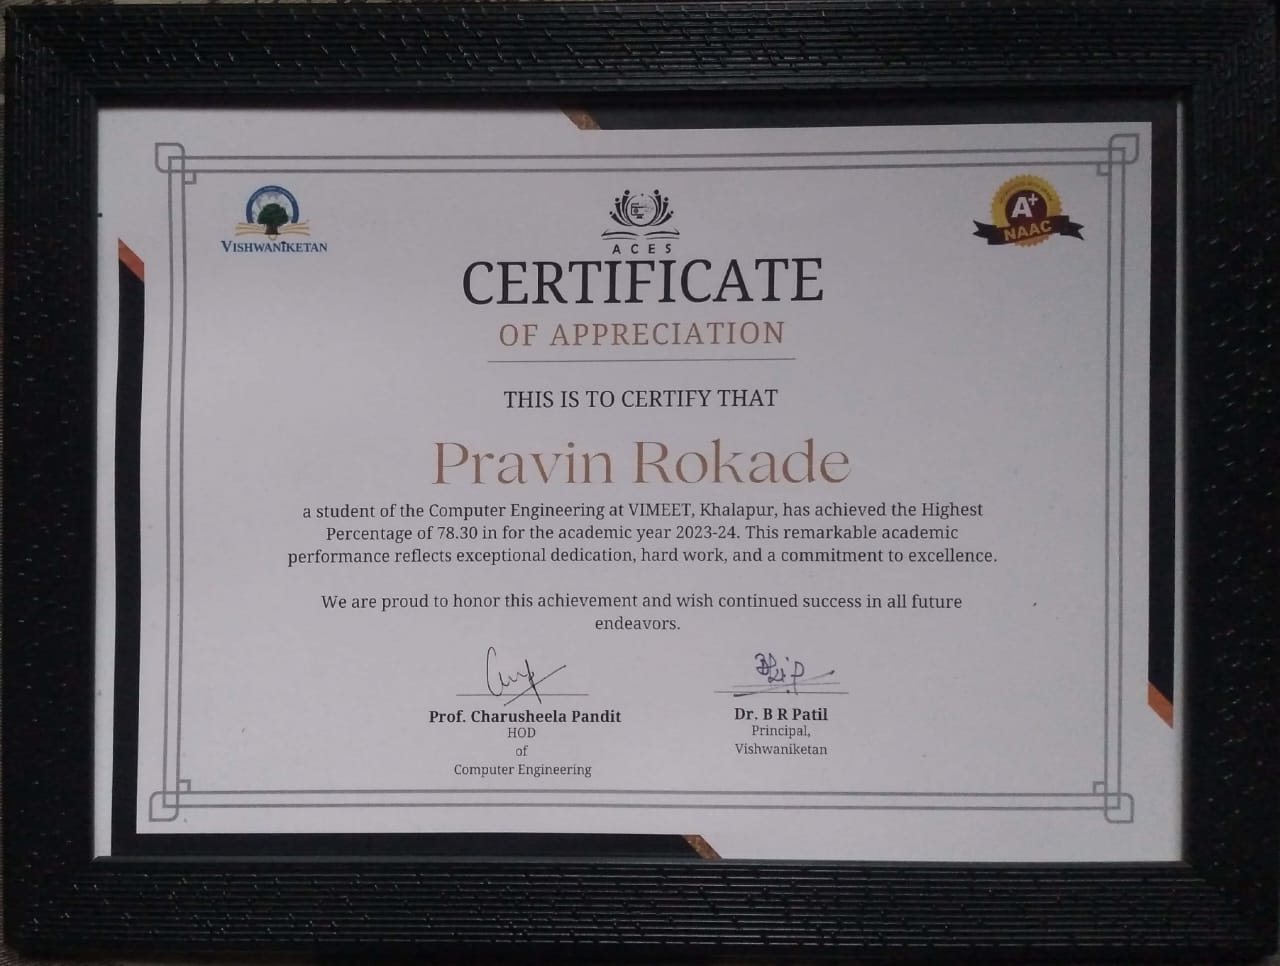 VISHWANIKETAN
ACES
A+
NAAC
CERTIFICATE
OF APPRECIATION
THIS IS TO CERTIFY THAT
Pravin Rokade
a student of the Computer Engineering at VIMEET, Khalapur, has achieved the Highest
Percentage of 78.30 in for the academic year 2023-24. This remarkable academic
performance reflects exceptional dedication, hard work, and a commitment to excellence.
We are proud to honor this achievement and wish continued success in all future
endeavors.
Prof. Charusheela Pandit
HOD
of
Computer Engineering
Dr. B R Patil
Principal,
Vishwaniketan